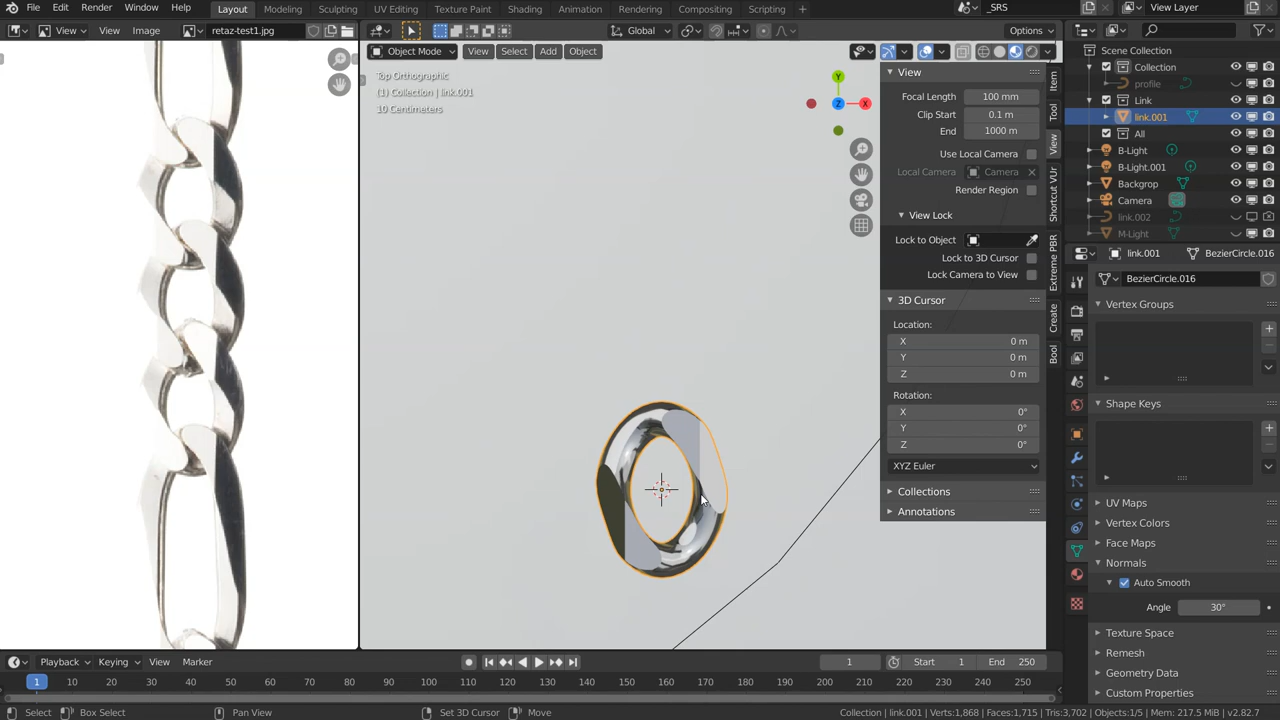 File Edit Render Window Help Layout Modeling Sculpting UV Editing Texture Paint Shading Animation Rendering Compositing Scripting + _SRS View Layer
View View Image retaz-test1.jpg Global Options
Object Mode View Select Add Object
Top Orthographic
(1) Collection | link.001
10 Centimeters
Y
Z
X
View
Focal Length 100 mm
Clip Start 0.1 m
End 1000 m
Use Local Camera
Local Camera Camera
Render Region
View Lock
Lock to Object
Lock to 3D Cursor
Lock Camera to View
3D Cursor
Location:
X 0 m
Y 0 m
Z 0 m
Rotation:
X 0°
Y 0°
Z 0°
XYZ Euler
Collections
Annotations
Item
Tool
View
Shortcut VUr
Extreme PBR
Create
Bool
Scene Collection
Collection
profile
Link
link.001
All
B-Light
B-Light.001
Backgrop
Camera
link.002
M-Light
link.001 BezierCircle.016
BezierCircle.016
Vertex Groups
Shape Keys
UV Maps
Vertex Colors
Face Maps
Normals
Auto Smooth
Angle 30°
Texture Space
Remesh
Geometry Data
Custom Properties
Playback Keying View Marker 1 Start 1 End 250
1 10 20 30 40 50 60 70 80 90 100 110 120 130 140 150 160 170 180 190 200 210 220 230 240 250
Select Box Select Pan View Set 3D Cursor Move Collection | link.001 | Verts:1,868 | Faces:1,715 | Tris:3,702 | Objects:1/5 | Mem: 217.5 MiB | v2.82.7